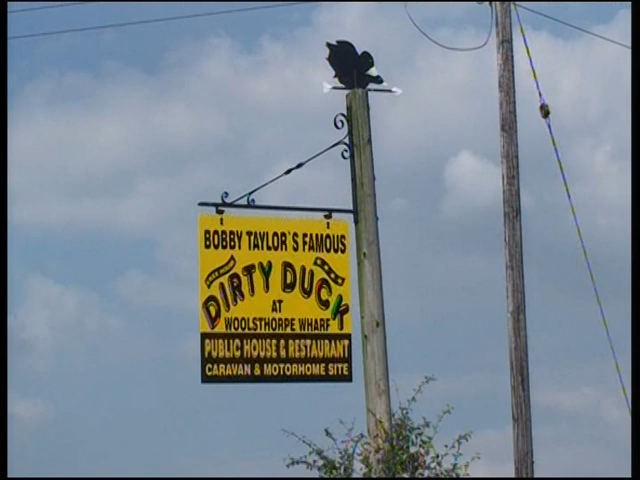 BOBBY TAYLOR'S FAMOUS
DIRTY DUCK
AT
WOOLSTHORPE WHARF
PUBLIC HOUSE & RESTAURANT
CARAVAN & MOTORHOME SITE